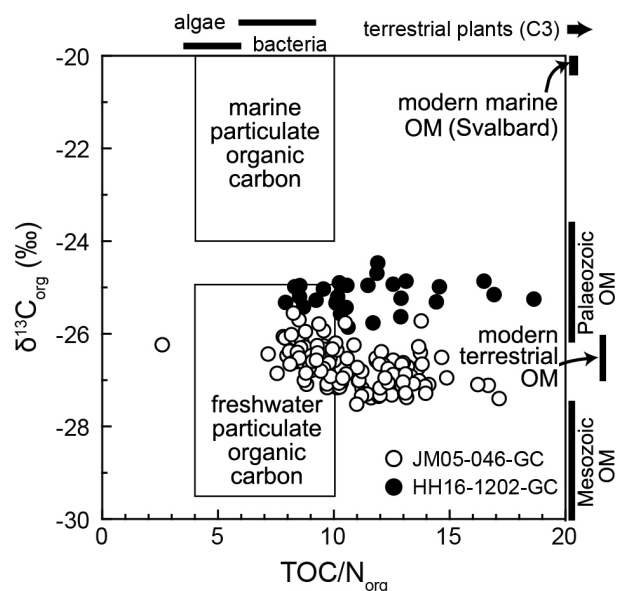 algae
terrestrial plants (C3)
bacteria
-20
-22
-24
-26
-28
-30
δ¹³Corg (‰)
marine
particulate
organic
carbon
modern marine
OM (Svalbard)
freshwater
particulate
organic
carbon
modern
terrestrial
OM
Palaeozoic
OM
Mesozoic
OM
JM05-046-GC
HH16-1202-GC
0
5
10
15
20
TOC/Norg